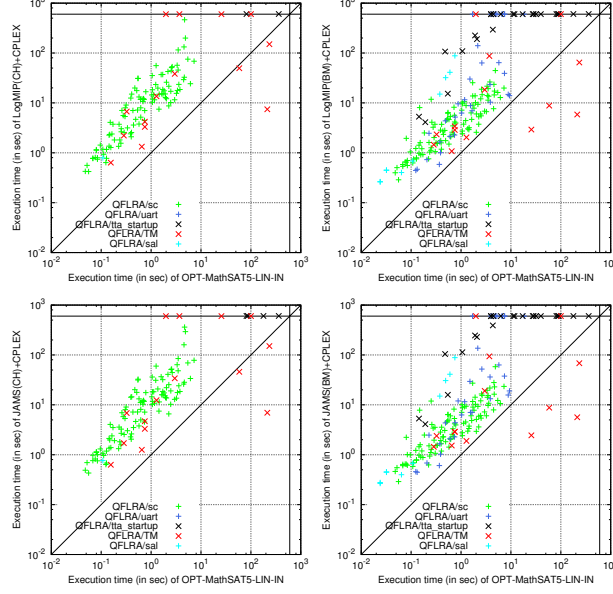 Execution time (in sec) of LogMIP(CH)+CPLEX
10^3
10^2
10^1
10^0
10^-1
10^-2
QFLRA/sc
QFLRA/uart
QFLRA/tta_startup
QFLRA/TM
QFLRA/sal
10^-2 10^-1 10^0 10^1 10^2 10^3
Execution time (in sec) of OPT-MathSAT5-LIN-IN
Execution time (in sec) of LogMIP(BM)+CPLEX
10^3
10^2
10^1
10^0
10^-1
10^-2
QFLRA/sc
QFLRA/uart
QFLRA/tta_startup
QFLRA/TM
QFLRA/sal
10^-2 10^-1 10^0 10^1 10^2 10^3
Execution time (in sec) of OPT-MathSAT5-LIN-IN
Execution time (in sec) of JAMS(CH)+CPLEX
10^3
10^2
10^1
10^0
10^-1
10^-2
QFLRA/sc
QFLRA/uart
QFLRA/tta_startup
QFLRA/TM
QFLRA/sal
10^-2 10^-1 10^0 10^1 10^2 10^3
Execution time (in sec) of OPT-MathSAT5-LIN-IN
Execution time (in sec) of JAMS(BM)+CPLEX
10^3
10^2
10^1
10^0
10^-1
10^-2
QFLRA/sc
QFLRA/uart
QFLRA/tta_startup
QFLRA/TM
QFLRA/sal
10^-2 10^-1 10^0 10^1 10^2 10^3
Execution time (in sec) of OPT-MathSAT5-LIN-IN